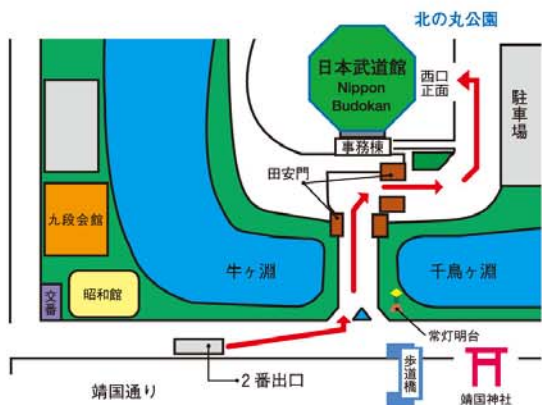 北の丸公園
日本武道館
Nippon
Budokan
西口
正面
駐車場
事務棟
田安門
九段会館
牛ヶ淵
千鳥ヶ淵
交番
昭和館
常灯明台
2番出口
歩道橋
靖国通り
靖国神社